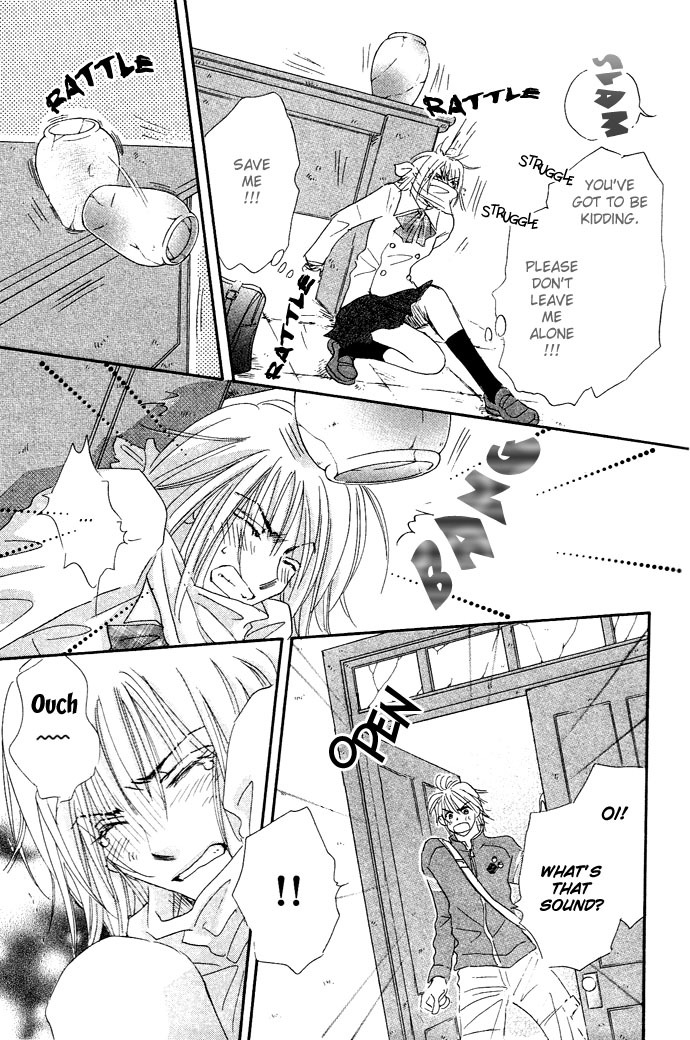 SLAM
YOU'VE
GOT TO BE
KIDDING.
PLEASE
DON'T
LEAVE
ME
ALONE
!!!
STRUGGLE
STRUGGLE
RATTLE
SAVE
ME
!!!
RATTLE
RATTLE
BANG
OPEN
OI!
WHAT'S
THAT
SOUND?
!!
Ouch
~~~